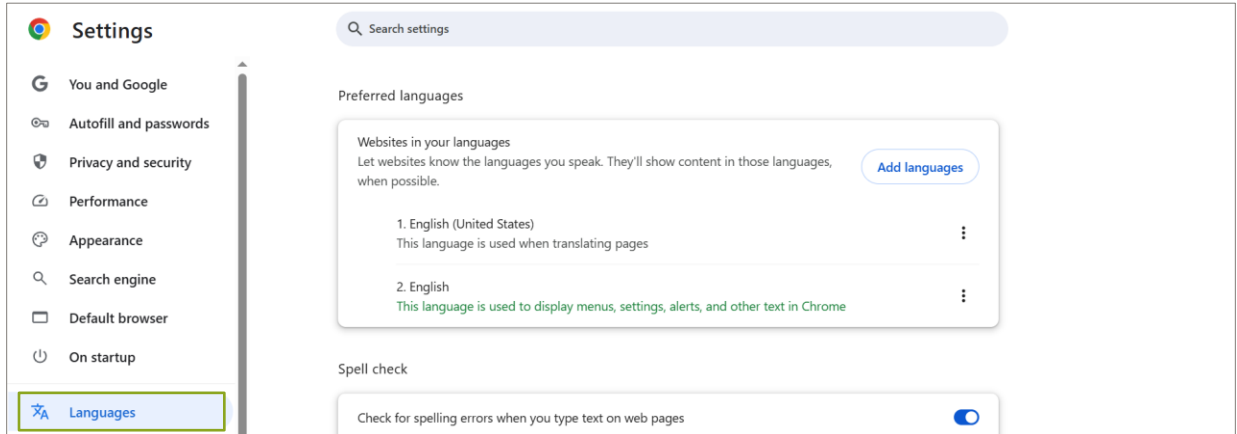 Settings
Search settings
You and Google
Autofill and passwords
Privacy and security
Performance
Appearance
Search engine
Default browser
On startup
Languages
Preferred languages
Websites in your languages
Let websites know the languages you speak. They'll show content in those languages,
when possible.
Add languages
1. English (United States)
This language is used when translating pages
2. English
This language is used to display menus, settings, alerts, and other text in Chrome
Spell check
Check for spelling errors when you type text on web pages